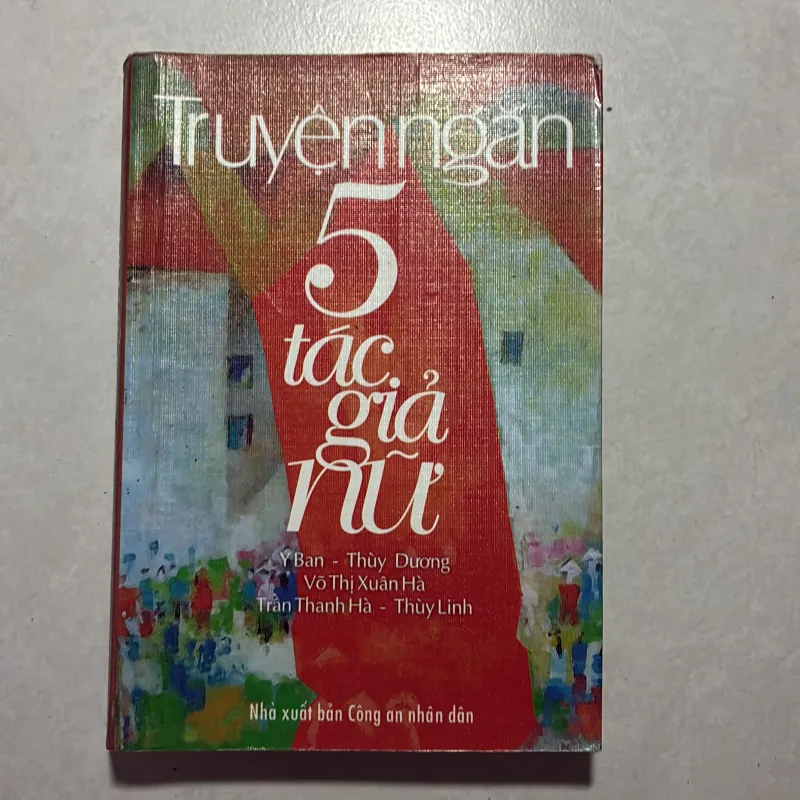 Truyện ngắn
5
tác
giả
nữ
Y Ban - Thùy Dương
Võ Thị Xuân Hà
Trần Thanh Hà - Thùy Linh
Nhà xuất bản Công an nhân dân